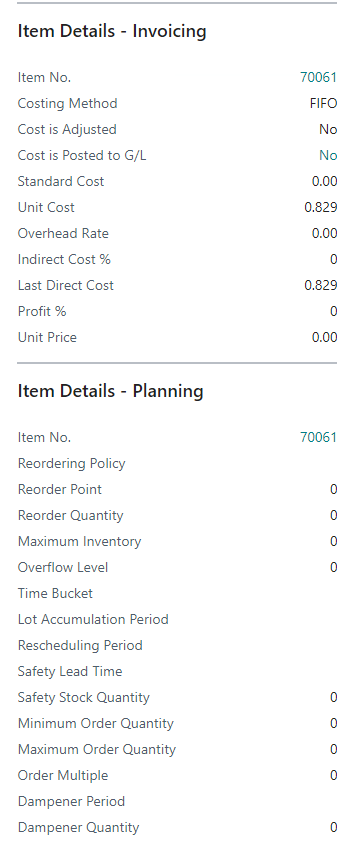 Item Details - Invoicing
Item No. 70061
Costing Method FIFO
Cost is Adjusted No
Cost is Posted to G/L No
Standard Cost 0.00
Unit Cost 0.829
Overhead Rate 0.00
Indirect Cost % 0
Last Direct Cost 0.829
Profit % 0
Unit Price 0.00
Item Details - Planning
Item No. 70061
Reordering Policy
Reorder Point 0
Reorder Quantity 0
Maximum Inventory 0
Overflow Level 0
Time Bucket
Lot Accumulation Period
Rescheduling Period
Safety Lead Time
Safety Stock Quantity 0
Minimum Order Quantity 0
Maximum Order Quantity 0
Order Multiple 0
Dampener Period
Dampener Quantity 0